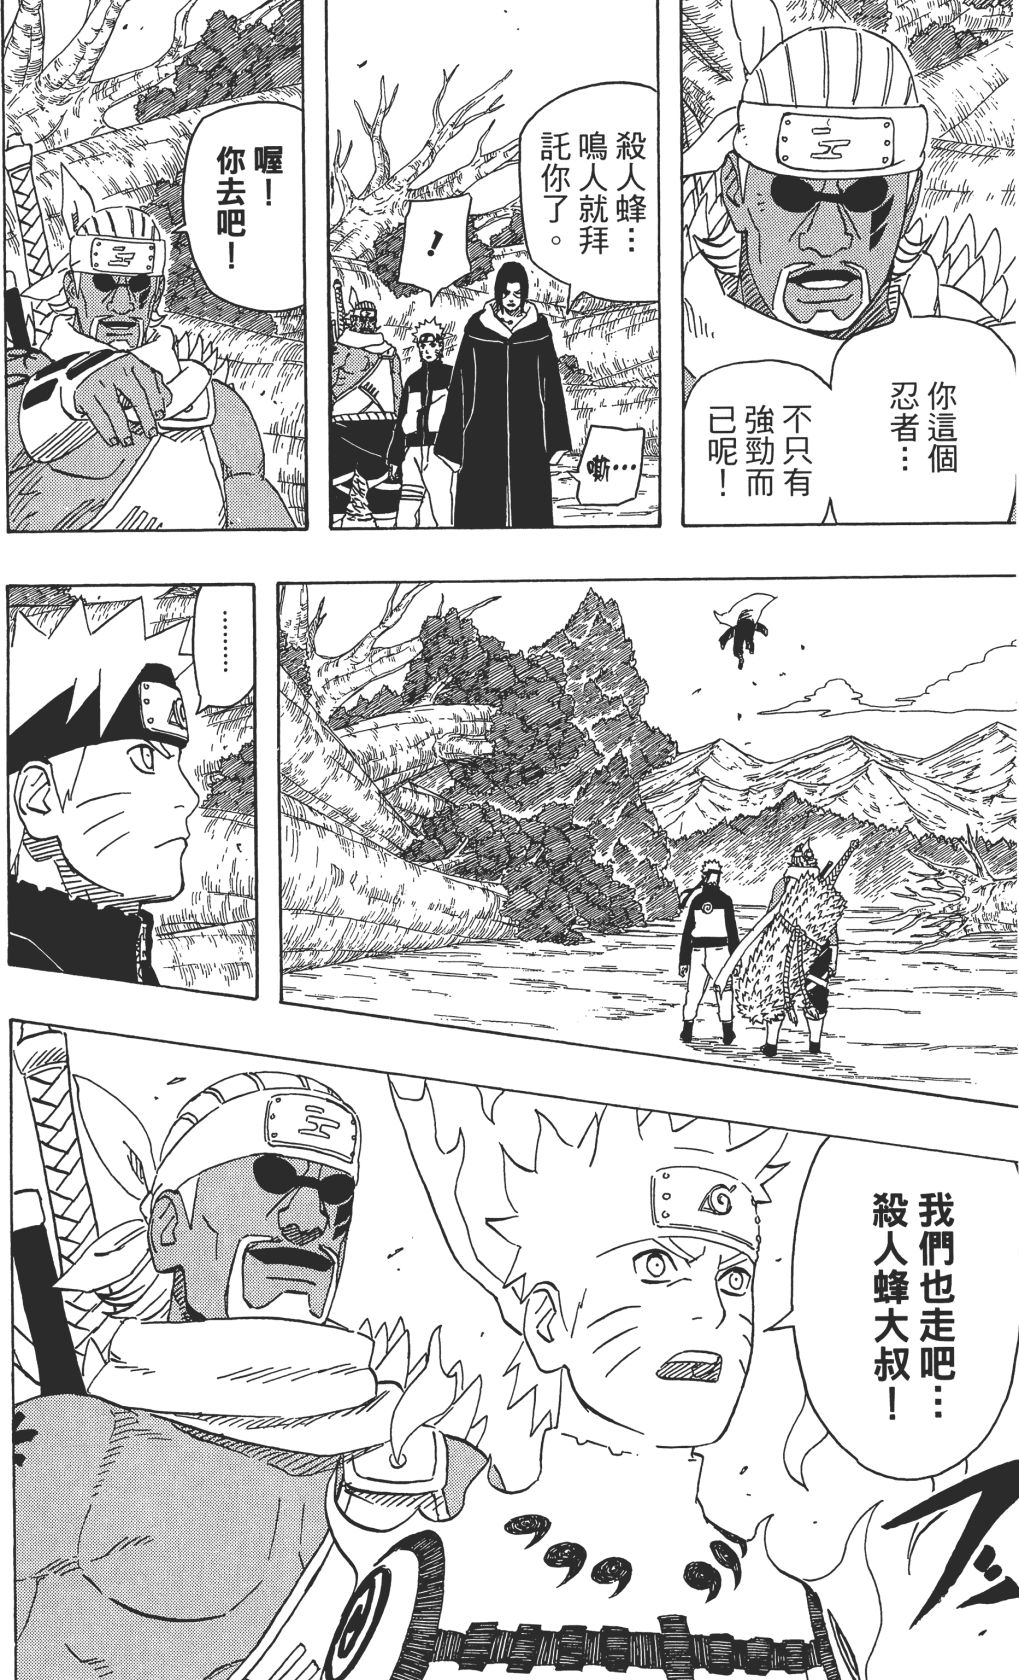 你這個
忍者…
不只有
強勁而
已呢！
殺人蜂…
鳴人就拜
託你了。
！
嘶…
喔！
你去吧！
………
我們也走吧…
殺人蜂大叔！
ブッ